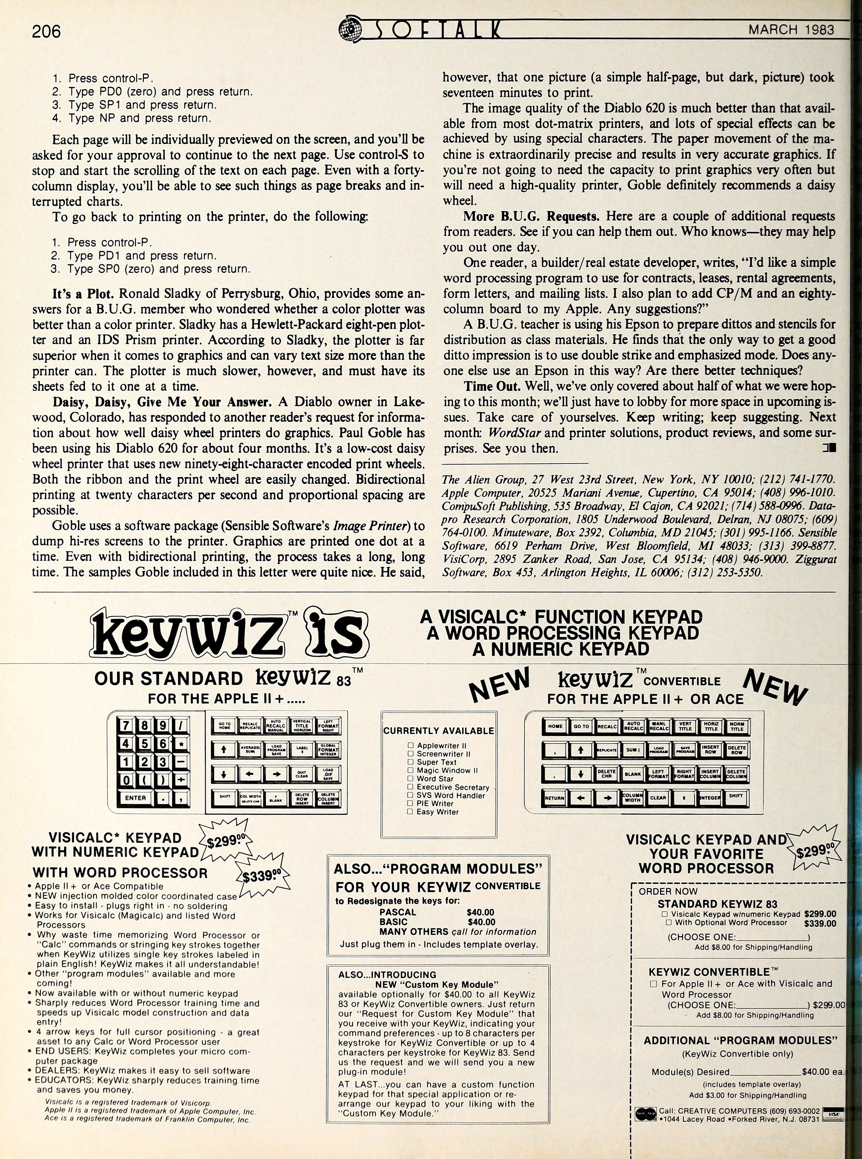 206
SOFTALK
MARCH 1983
1. Press control-P.
2. Type PD0 (zero) and press return.
3. Type SP1 and press return.
4. Type NP and press return.
Each page will be individually previewed on the screen, and you'll be
asked for your approval to continue to the next page. Use control-S to
stop and start the scrolling of the text on each page. Even with a forty-
column display, you'll be able to see such things as page breaks and in-
terrupted charts.
To go back to printing on the printer, do the following:
1. Press control-P.
2. Type PD1 and press return.
3. Type SP0 (zero) and press return.
It's a Plot. Ronald Sladky of Perrysburg, Ohio, provides some an-
swers for a B.U.G. member who wondered whether a color plotter was
better than a color printer. Sladky has a Hewlett-Packard eight-pen plot-
ter and an IDS Prism printer. According to Sladky, the plotter is far
superior when it comes to graphics and can vary text size more than the
printer can. The plotter is much slower, however, and must have its
sheets fed to it one at a time.
Daisy, Daisy, Give Me Your Answer. A Diablo owner in Lake-
wood, Colorado, has responded to another reader's request for informa-
tion about how well daisy wheel printers do graphics. Paul Goble has
been using his Diablo 620 for about four months. It's a low-cost daisy
wheel printer that uses new ninety-eight-character encoded print wheels.
Both the ribbon and the print wheel are easily changed. Bidirectional
printing at twenty characters per second and proportional spacing are
possible.
Goble uses a software package (Sensible Software's Image Printer) to
dump hi-res screens to the printer. Graphics are printed one dot at a
time. Even with bidirectional printing, the process takes a long, long
time. The samples Goble included in this letter were quite nice. He said,
however, that one picture (a simple half-page, but dark, picture) took
seventeen minutes to print.
The image quality of the Diablo 620 is much better than that avail-
able from most dot-matrix printers, and lots of special effects can be
achieved by using special characters. The paper movement of the ma-
chine is extraordinarily precise and results in very accurate graphics. If
you're not going to need the capacity to print graphics very often but
will need a high-quality printer, Goble definitely recommends a daisy
wheel.
More B.U.G. Requests. Here are a couple of additional requests
from readers. See if you can help them out. Who knows—they may help
you out one day.
One reader, a builder/real estate developer, writes, "I'd like a simple
word processing program to use for contracts, leases, rental agreements,
form letters, and mailing lists. I also plan to add CP/M and an eighty-
column board to my Apple. Any suggestions?"
A B.U.G. teacher is using his Epson to prepare dittos and stencils for
distribution as class materials. He finds that the only way to get a good
ditto impression is to use double strike and emphasized mode. Does any-
one else use an Epson in this way? Are there better techniques?
Time Out. Well, we've only covered about half of what we were hop-
ing to this month; we'll just have to lobby for more space in upcoming is-
sues. Take care of yourselves. Keep writing; keep suggesting. Next
month: WordStar and printer solutions, product reviews, and some sur-
prises. See you then.
The Alien Group, 27 West 23rd Street, New York, NY 10010; (212) 741-1770.
Apple Computer, 20525 Mariani Avenue, Cupertino, CA 95014; (408) 996-1010.
CompuSoft Publishing, 535 Broadway, El Cajon, CA 92021; (714) 588-0996. Data-
pro Research Corporation, 1805 Underwood Boulevard, Delran, NJ 08075; (609)
764-0100. Minuteware, Box 2392, Columbia, MD 21045; (301) 995-1166. Sensible
Software, 6619 Perham Drive, West Bloomfield, MI 48033; (313) 399-8877.
VisiCorp, 2895 Zanker Road, San Jose, CA 95134; (408) 946-9000. Ziggurat
Software, Box 453, Arlington Heights, IL 60006; (312) 253-5350.
keywiz™ is
A VISICALC* FUNCTION KEYPAD
A WORD PROCESSING KEYPAD
A NUMERIC KEYPAD
OUR STANDARD keywiz 83™
FOR THE APPLE II+.....
NEW
keywiz™ CONVERTIBLE
FOR THE APPLE II+ OR ACE
NEW
7 8 9 /
4 5 6 *
1 2 3 -
0 ( ) +
ENTER . ,
GO TO HOME
RECALC REPLICATE
AUTO RECALC MANUAL
VERTICAL TITLE HORIZON
LEFT FORMAT RIGHT
AVERAGE/ SUM(
LOAD PROGRAM SAVE
GLOBAL FORMAT INTEGER
QUIT CLEAR
LOAD DIF SAVE
SHIFT
COL WIDTH
BLANK
DELETE ROW INSERT
DELETE COLUMN INSERT
CURRENTLY AVAILABLE
Applewriter II
Screenwriter II
Super Text
Magic Window II
Word Star
Executive Secretary
SVS Word Handler
PIE Writer
Easy Writer
HOME GO TO RECALC AUTO RECALC MANL RECALC VERT TITLE HORIZ TITLE NORM TITLE
REPLICATE SUM ( LOAD PROGRAM SAVE PROGRAM INSERT ROW DELETE ROW
DELETE CHR BLANK LEFT FORMAT RIGHT FORMAT INSERT COLUMN DELETE COLUMN
RETURN ← → COLUMN WIDTH CLEAR INTEGER SHIFT
VISICALC* KEYPAD
WITH NUMERIC KEYPAD
$299.00
WITH WORD PROCESSOR
$339.00
• Apple II+ or Ace Compatible
• NEW injection molded color coordinated case
• Easy to install - plugs right in - no soldering
• Works for Visicalc (Magicalc) and listed Word
Processors
• Why waste time memorizing Word Processor or
"Calc" commands or stringing key strokes together
when KeyWiz utilizes single key strokes labeled in
plain English! KeyWiz makes it all understandable!
• Other "program modules" available and more
coming!
• Now available with or without numeric keypad
• Sharply reduces Word Processor training time and
speeds up Visicalc model construction and data
entry!
• 4 arrow keys for full cursor positioning - a great
asset to any Calc or Word Processor user
• END USERS: KeyWiz completes your micro com-
puter package
• DEALERS: KeyWiz makes it easy to sell software
• EDUCATORS: KeyWiz sharply reduces training time
and saves you money.
Visicalc is a registered trademark of Visicorp.
Apple II is a registered trademark of Apple Computer, Inc.
Ace is a registered trademark of Franklin Computer, Inc.
ALSO..."PROGRAM MODULES"
FOR YOUR KEYWIZ CONVERTIBLE
to Redesignate the keys for:
PASCAL $40.00
BASIC $40.00
MANY OTHERS call for information
Just plug them in - Includes template overlay.
ALSO...INTRODUCING
NEW "Custom Key Module"
available optionally for $40.00 to all KeyWiz
83 or KeyWiz Convertible owners. Just return
our "Request for Custom Key Module" that
you receive with your KeyWiz, indicating your
command preferences - up to 8 characters per
keystroke for KeyWiz Convertible or up to 4
characters per keystroke for KeyWiz 83. Send
us the request and we will send you a new
plug-in module!
AT LAST...you can have a custom function
keypad for that special application or re-
arrange our keypad to your liking with the
"Custom Key Module."
VISICALC KEYPAD AND
YOUR FAVORITE
WORD PROCESSOR
$299.00
ORDER NOW
STANDARD KEYWIZ 83
Visicalc Keypad w/numeric Keypad $299.00
With Optional Word Processor $339.00
(CHOOSE ONE:____________)
Add $8.00 for Shipping/Handling
KEYWIZ CONVERTIBLE™
For Apple II+ or Ace with Visicalc and
Word Processor
(CHOOSE ONE:____________) $299.00
Add $8.00 for Shipping/Handling
ADDITIONAL "PROGRAM MODULES"
(KeyWiz Convertible only)
Module(s) Desired____________$40.00 ea.
(includes template overlay)
Add $3.00 for Shipping/Handling
Call: CREATIVE COMPUTERS (609) 693-0002
•1044 Lacey Road •Forked River, N.J. 08731
VISA